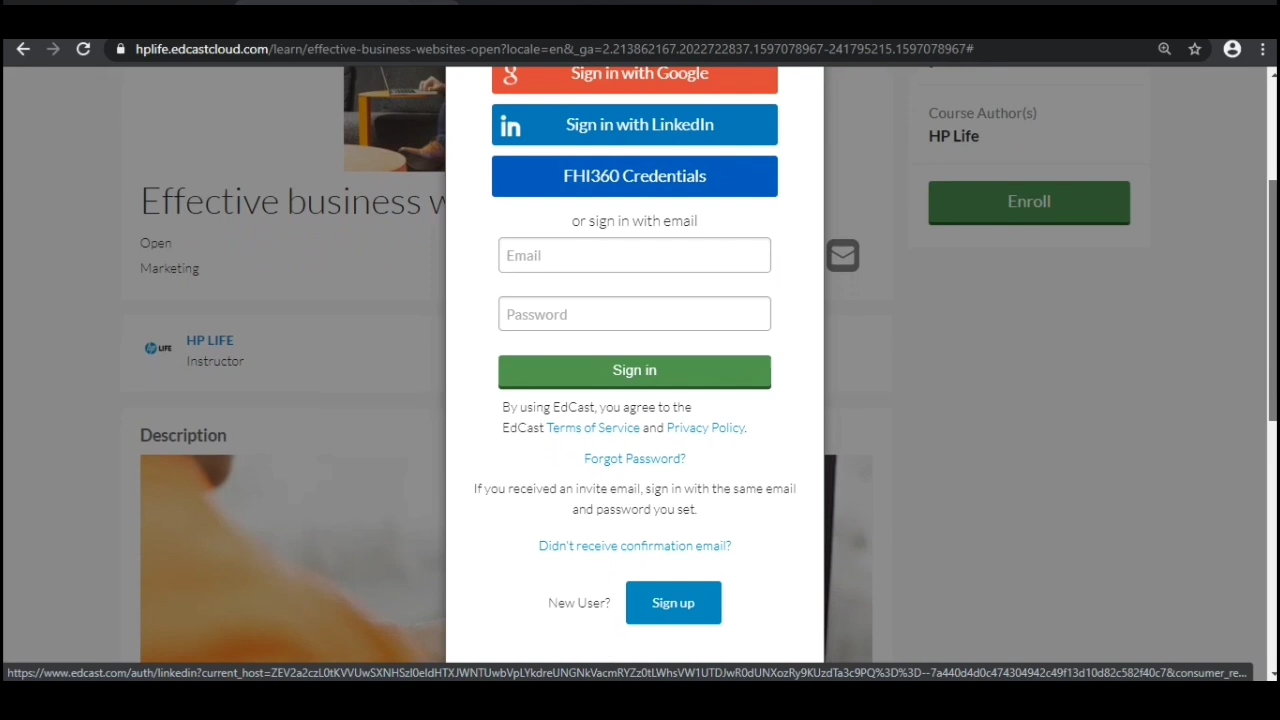 hplife.edcastcloud.com/learn/effective-business-websites-open?locale=en&_ga=2.213862167.2022722837.1597078967-241795215.1597078967#
Sign in with Google
in Sign in with LinkedIn
FHI360 Credentials
or sign in with email
Email
Password
Sign in
By using EdCast, you agree to the
EdCast Terms of Service and Privacy Policy.
Forgot Password?
If you received an invite email, sign in with the same email
and password you set.
Didn't receive confirmation email?
New User? Sign up
Effective business w
Open
Marketing
LIFE
HP LIFE
Instructor
Description
Course Author(s)
HP Life
Enroll